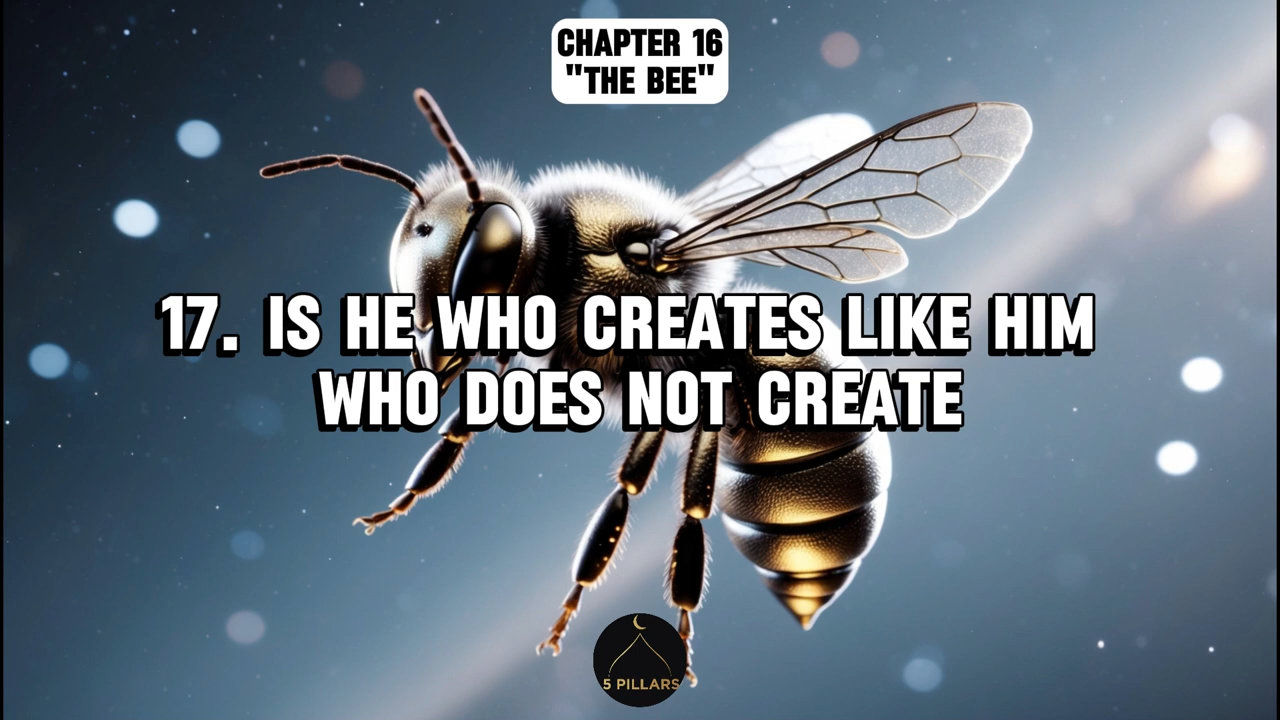 CHAPTER 16
"THE BEE"
17. IS HE WHO CREATES LIKE HIM
WHO DOES NOT CREATE
5 PILLARS